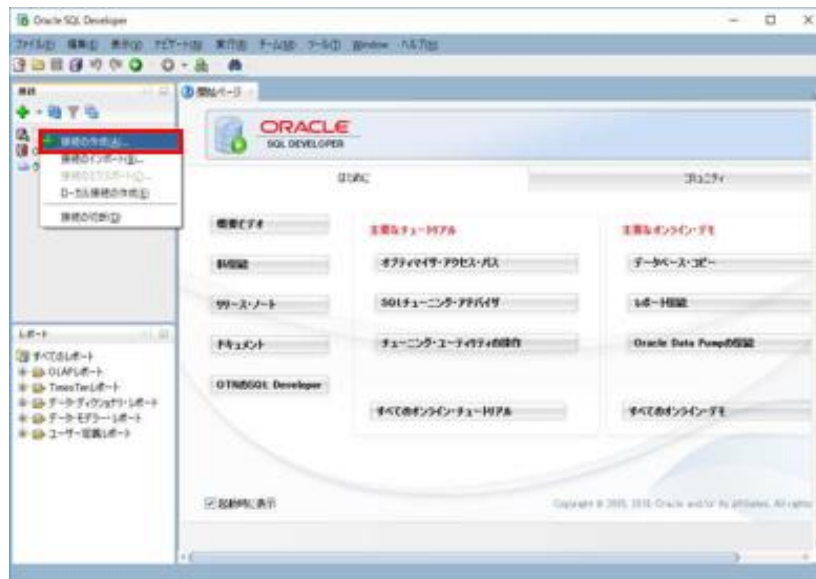 Oracle SQL Developer
ファイル(F) 編集(E) 表示(V) ナビゲート(N) 実行(R) チーム(M) ツール(T) Window ヘルプ(H)
接続
開始ページ
接続の作成(A)...
接続のインポート(B)...
接続のエクスポート(C)...
ローカル接続の作成(E)
接続の切断(D)
ORACLE
SQL DEVELOPER
はじめに
コミュニティ
概要ビデオ
主要なチュートリアル
主要なオンライン・デモ
新機能
オプティマイザ・アクセス・パス
データベース・コピー
リリース・ノート
SQLチューニング・アドバイザ
レポート機能
ドキュメント
チューニング・ユーティリティの操作
Oracle Data Pumpの機能
OTNのSQL Developer
すべてのオンライン・チュートリアル
すべてのオンライン・デモ
レポート
すべてのレポート
OLAPレポート
TimesTenレポート
データ・ディクショナリ・レポート
データ・モデラー・レポート
ユーザー定義レポート
起動時に表示
Copyright © 2005, 2016 Oracle and/or its affiliates. All rights